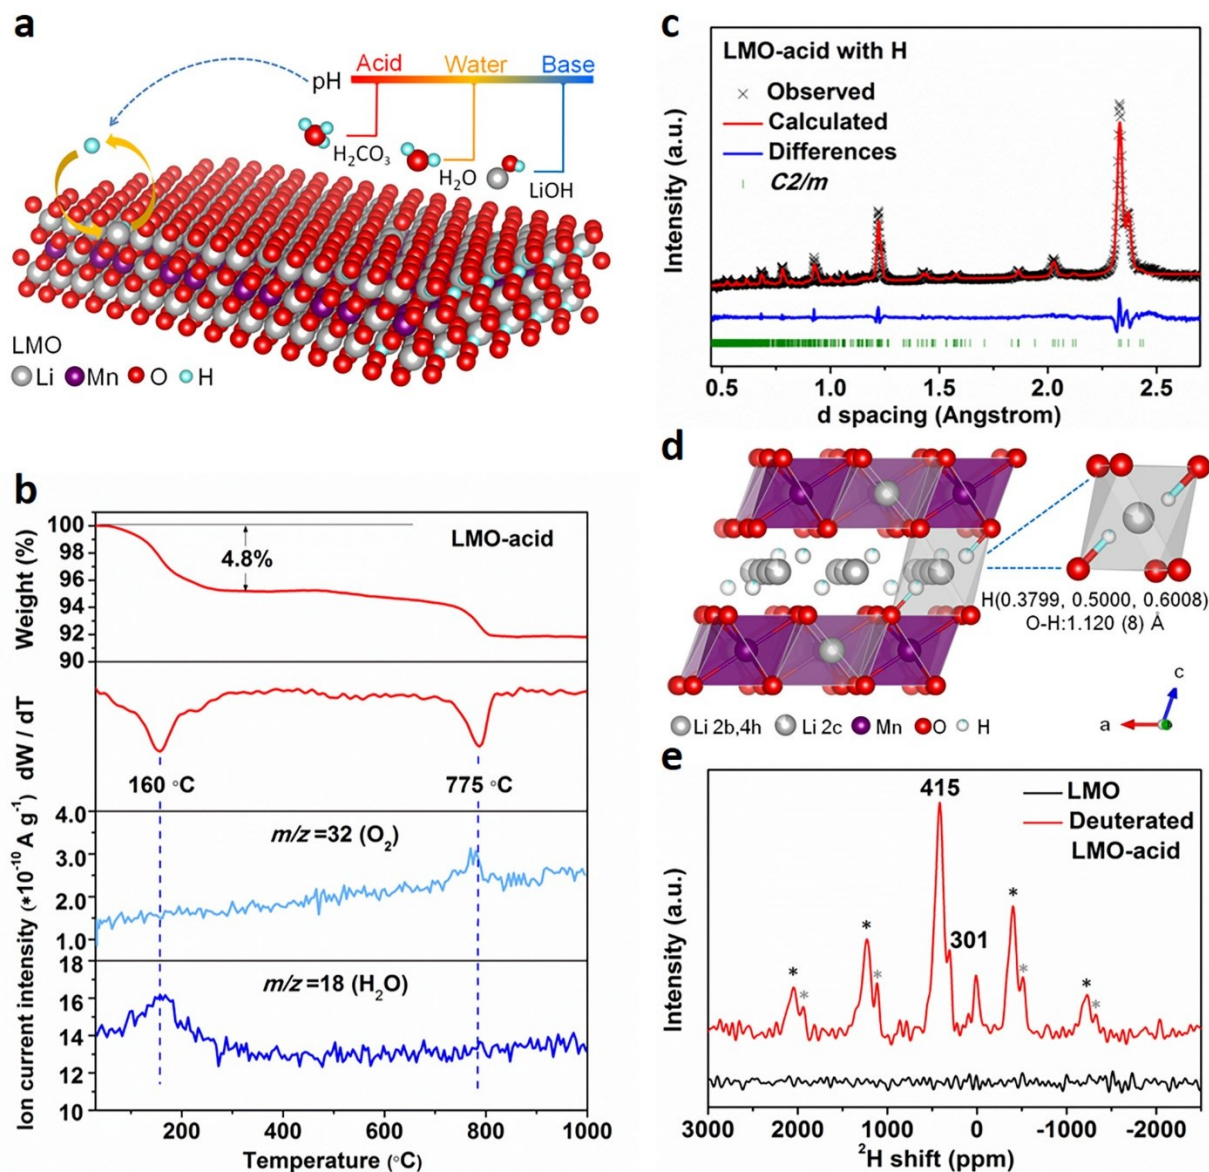 a
Acid
Water
Base
pH
H₂CO₃
H₂O
LiOH
LMO
Li
Mn
O
H
b
100
98
96
94
92
90
Weight (%)
4.8%
LMO-acid
dW / dT
160 °C
775 °C
4.0
3.0
2.0
1.0
m/z =32 (O₂)
18
16
14
12
10
m/z =18 (H₂O)
Ion current intensity (*10⁻¹⁰ A g⁻¹)
200
400
600
800
1000
Temperature (°C)
c
LMO-acid with H
Observed
Calculated
Differences
C2/m
Intensity (a.u.)
0.5
1.0
1.5
2.0
2.5
d spacing (Angstrom)
d
H(0.3799, 0.5000, 0.6008)
O-H:1.120 (8) Å
c
a
Li 2b,4h
Li 2c
Mn
O
H
e
415
301
LMO
Deuterated
LMO-acid
*
*
*
*
*
*
*
*
Intensity (a.u.)
3000
2000
1000
0
-1000
-2000
²H shift (ppm)